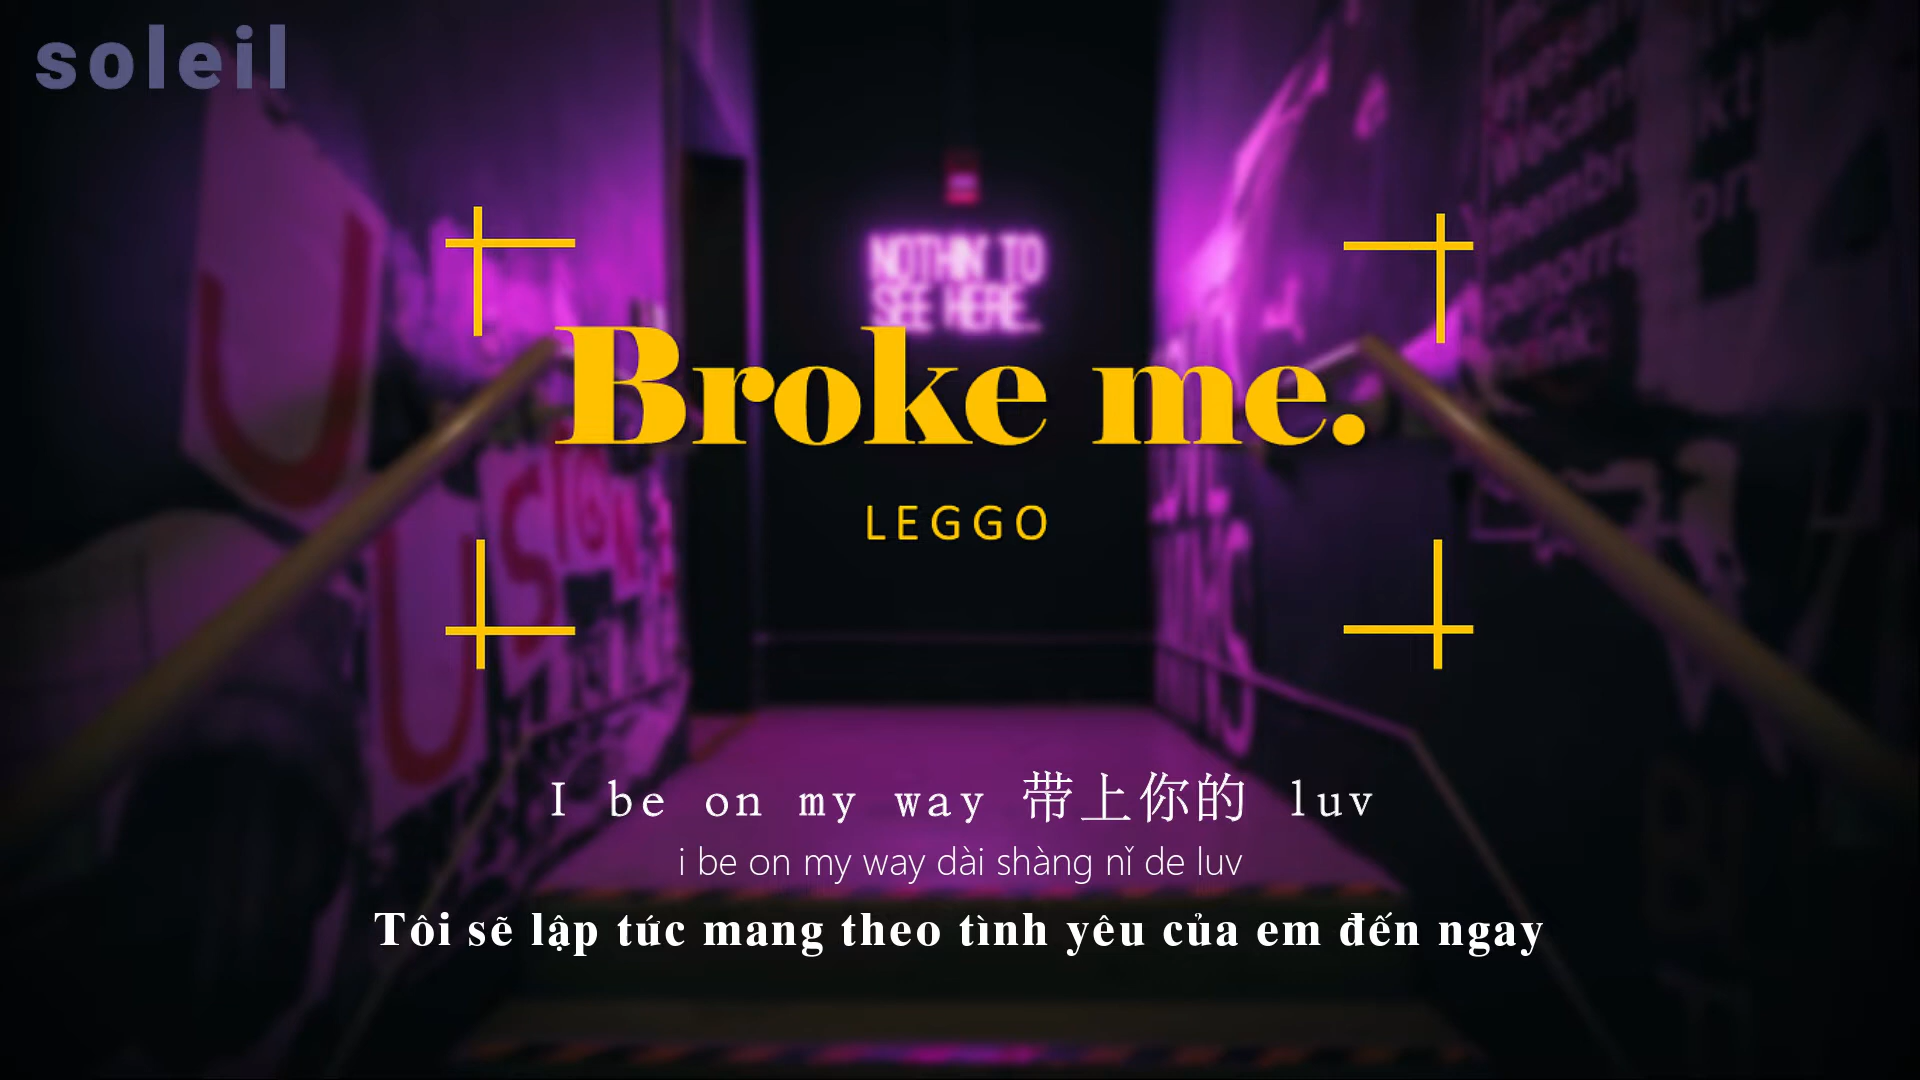 soleil
NOTHIN' TO
SEE HERE...
Broke me.
LEGGO
I be on my way 带上你的 luv
i be on my way dài shàng nǐ de luv
Tôi sẽ lập tức mang theo tình yêu của em đến ngay